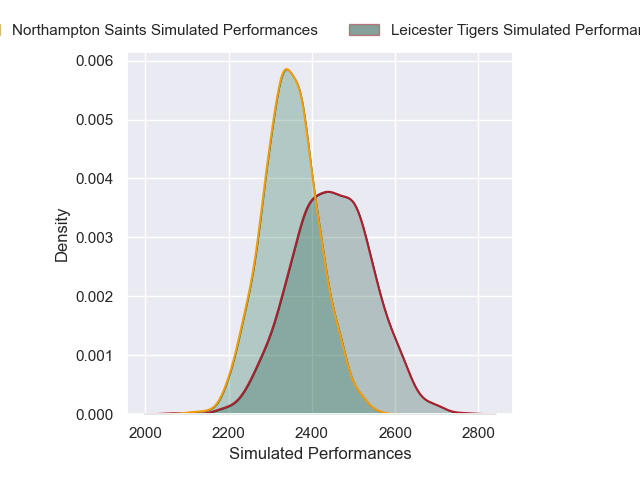 Northampton Saints Simulated Performances
Leicester Tigers Simulated
0.006
0.005
0.004
0.003
0.002
0.001
0.000
Density
2000 2200 2400 2600 2800
Simulated Performances